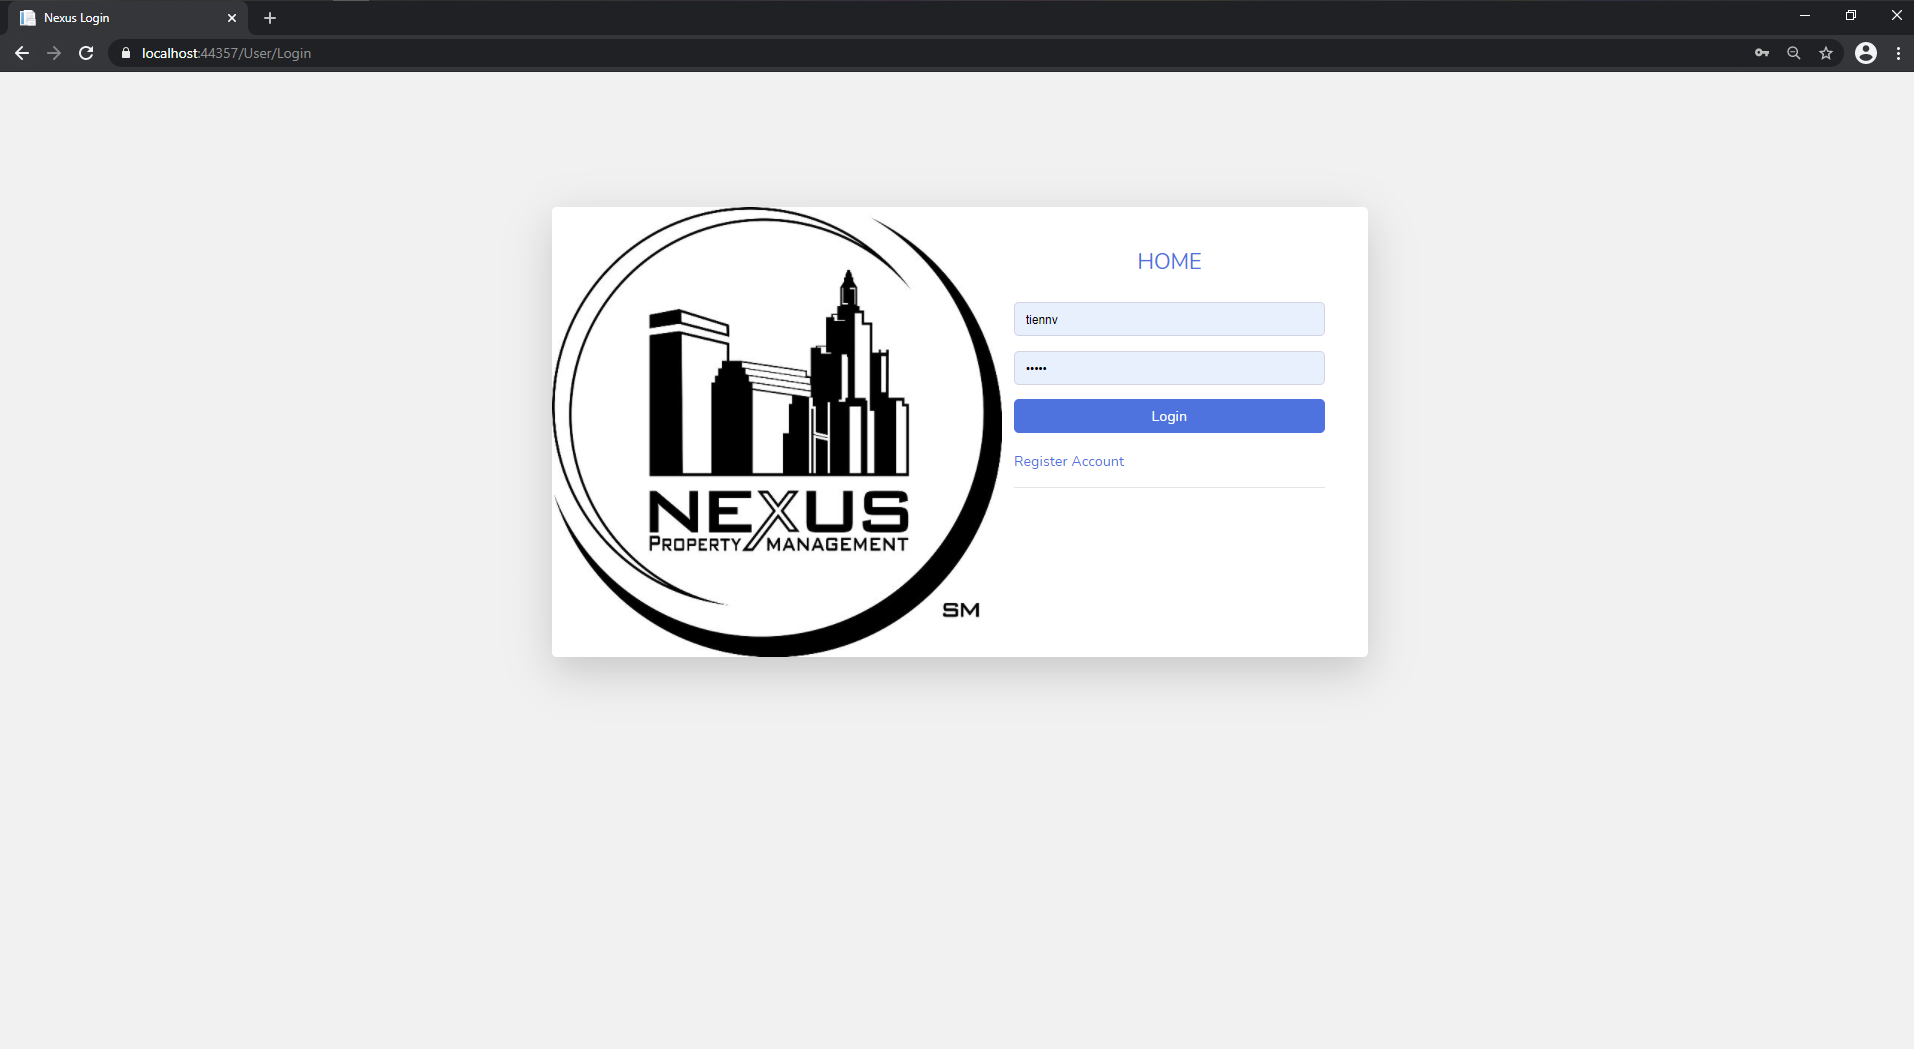 Nexus Login
localhost:44357/User/Login
NEXUS
PROPERTY MANAGEMENT
SM
HOME
tiennv
•••••
Login
Register Account